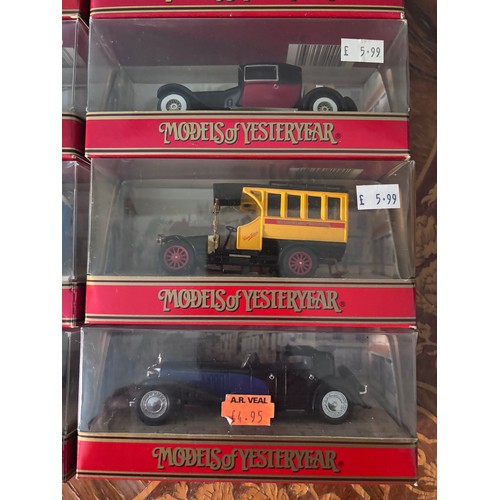 £ 5.99
MODELS of YESTERYEAR®
£ 5.99
MODELS of YESTERYEAR®
A.R. VEAL
£4.95
MODELS of YESTERYEAR®